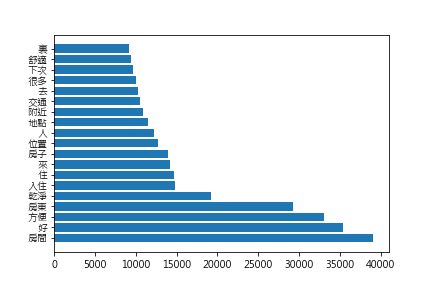 裏
舒適
下次
很多
去
交通
附近
地點
人
位置
房子
來
住
入住
乾淨
房東
方便
好
房間
0 5000 10000 15000 20000 25000 30000 35000 40000